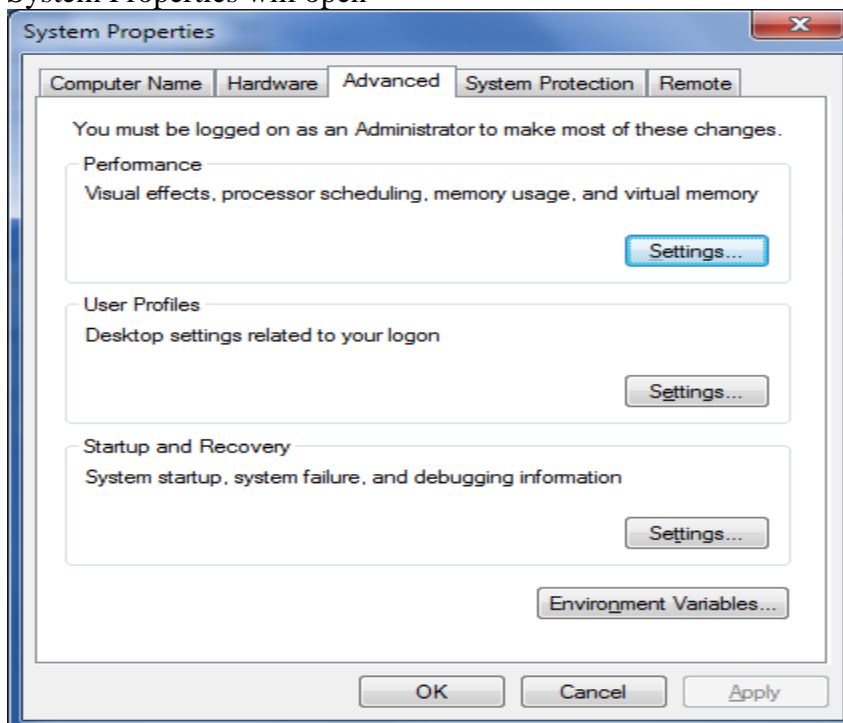 System Properties will open
System Properties
Computer Name Hardware Advanced System Protection Remote
You must be logged on as an Administrator to make most of these changes.
Performance
Visual effects, processor scheduling, memory usage, and virtual memory
Settings...
User Profiles
Desktop settings related to your logon
Settings...
Startup and Recovery
System startup, system failure, and debugging information
Settings...
Environment Variables...
OK Cancel Apply